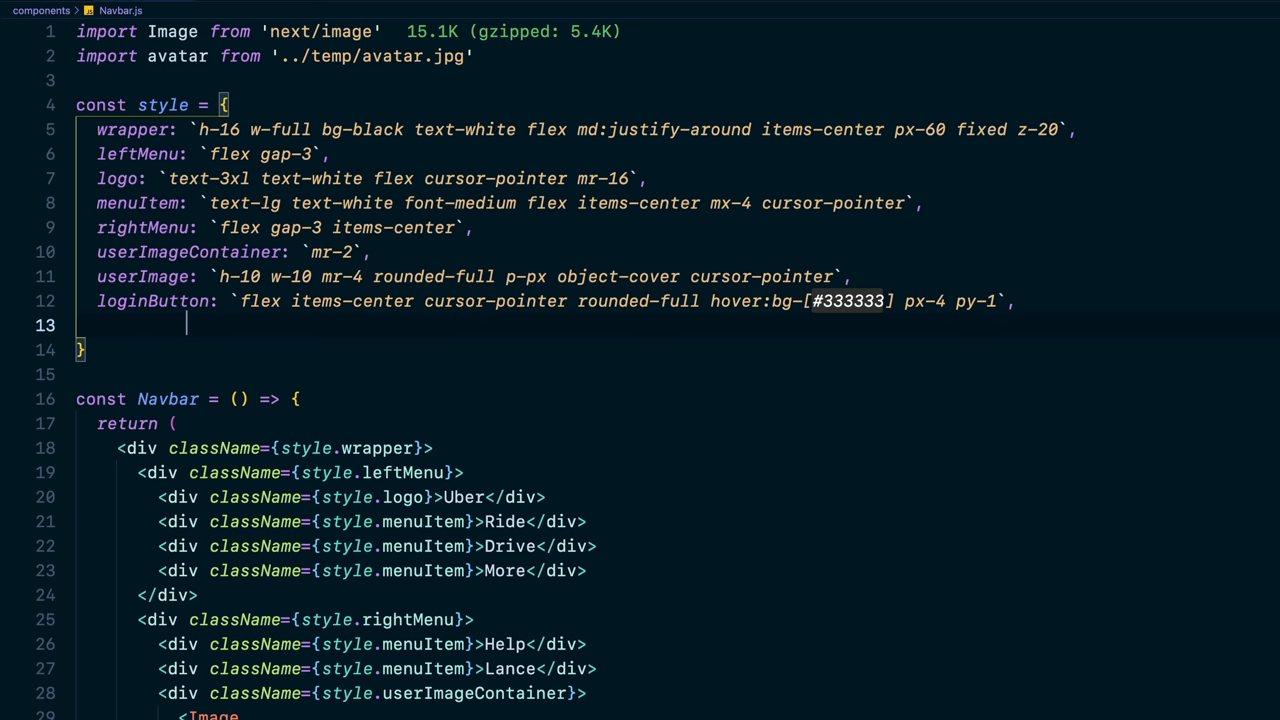 components > JS Navbar.js
1 import Image from 'next/image' 15.1K (gzipped: 5.4K)
2 import avatar from '../temp/avatar.jpg'
3
4 const style = {
5 wrapper: `h-16 w-full bg-black text-white flex md:justify-around items-center px-60 fixed z-20`,
6 leftMenu: `flex gap-3`,
7 logo: `text-3xl text-white flex cursor-pointer mr-16`,
8 menuItem: `text-lg text-white font-medium flex items-center mx-4 cursor-pointer`,
9 rightMenu: `flex gap-3 items-center`,
10 userImageContainer: `mr-2`,
11 userImage: `h-10 w-10 mr-4 rounded-full p-px object-cover cursor-pointer`,
12 loginButton: `flex items-center cursor-pointer rounded-full hover:bg-[#333333] px-4 py-1`,
13
14 }
15
16 const Navbar = () => {
17 return (
18 <div className={style.wrapper}>
19 <div className={style.leftMenu}>
20 <div className={style.logo}>Uber</div>
21 <div className={style.menuItem}>Ride</div>
22 <div className={style.menuItem}>Drive</div>
23 <div className={style.menuItem}>More</div>
24 </div>
25 <div className={style.rightMenu}>
26 <div className={style.menuItem}>Help</div>
27 <div className={style.menuItem}>Lance</div>
28 <div className={style.userImageContainer}>
29 <Image